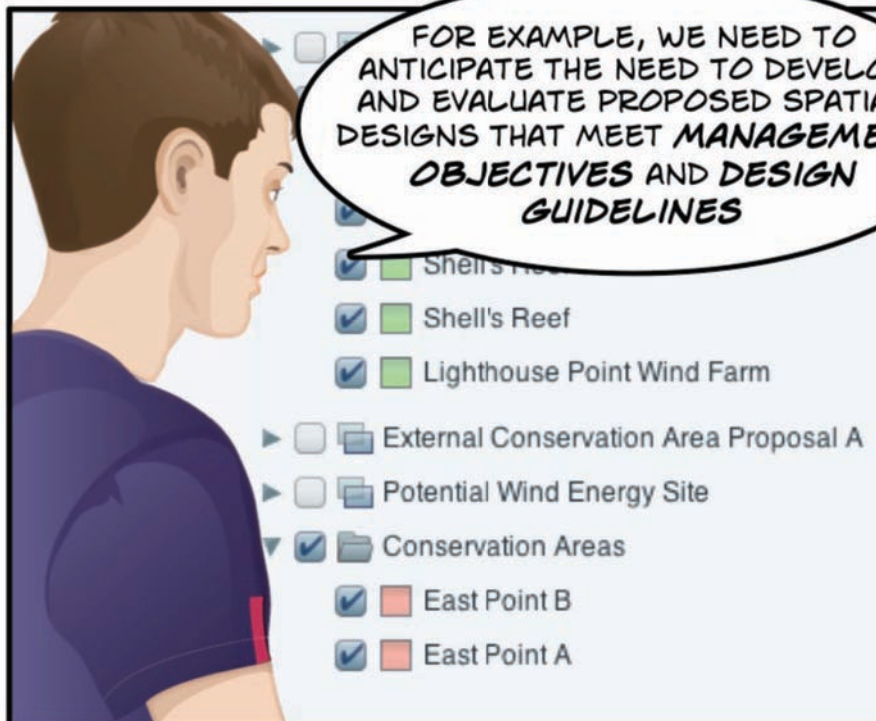 FOR EXAMPLE, WE NEED TO
ANTICIPATE THE NEED TO DEVELO
AND EVALUATE PROPOSED SPATIA
DESIGNS THAT MEET MANAGEME
OBJECTIVES AND DESIGN
GUIDELINES
Shell's
Shell's Reef
Lighthouse Point Wind Farm
External Conservation Area Proposal A
Potential Wind Energy Site
Conservation Areas
East Point B
East Point A